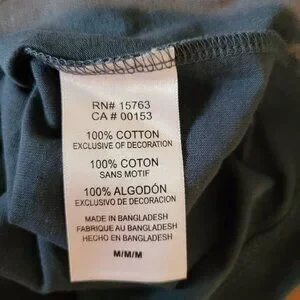 RN# 15763
CA # 00153
100% COTTON
EXCLUSIVE OF DECORATION
100% COTON
SANS MOTIF
100% ALGODÓN
EXCLUSIVO DE DECORACION
MADE IN BANGLADESH
FABRIQUE AU BANGLADESH
HECHO EN BANGLADESH
M/M/M